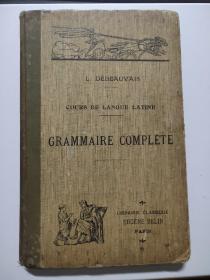 L. DEBEAUVAIS
COURS DE LANGUE LATINE
GRAMMAIRE COMPLÈTE
LIBRAIRIE CLASSIQUE
EUGÈNE BELIN
PARIS